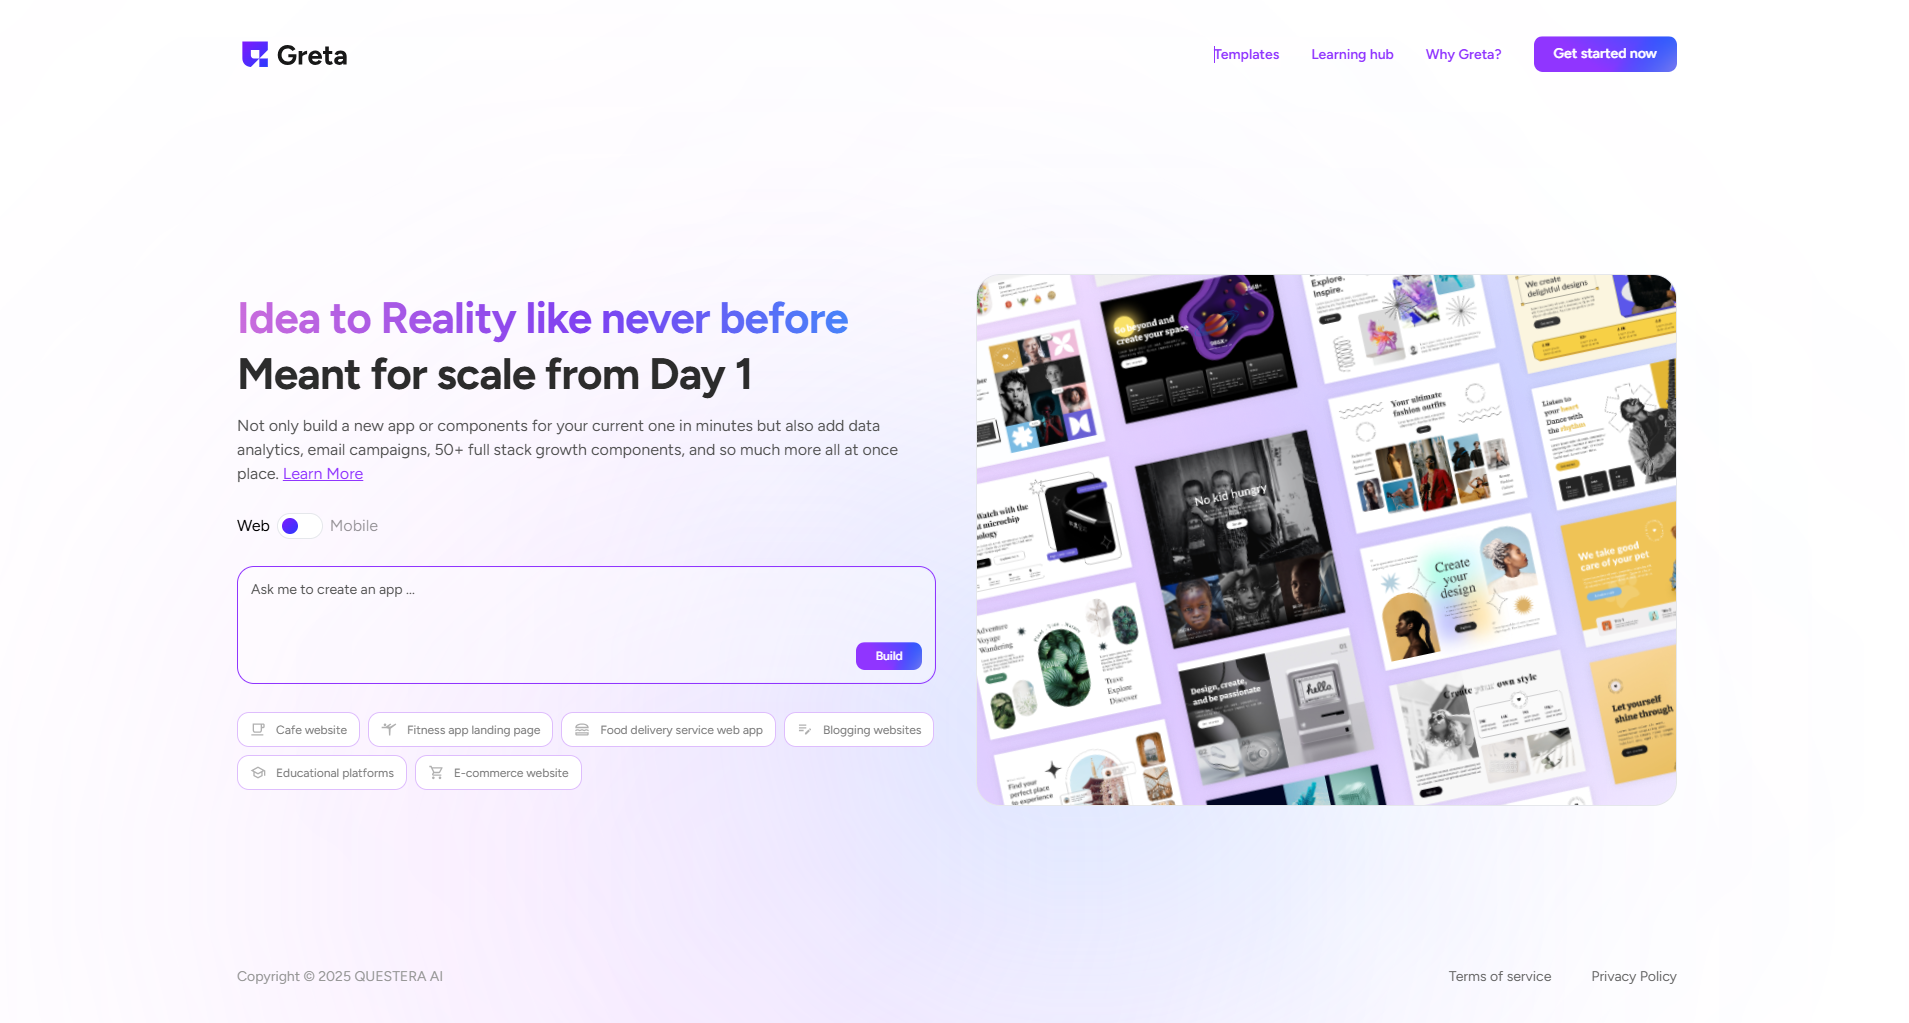 Greta
Templates
Learning hub
Why Greta?
Get started now
Idea to Reality like never before
Meant for scale from Day 1
Not only build a new app or components for your current one in minutes but also add data
analytics, email campaigns, 50+ full stack growth components, and so much more all at once
place. Learn More
Web
Mobile
Ask me to create an app ...
Build
Cafe website
Fitness app landing page
Food delivery service web app
Blogging websites
Educational platforms
E-commerce website
Explore.
Inspire.
We create
delightful designs
Go beyond and
create your space
Your ultimate
fashion outfits
Listen to
your heart
Dance with
the rhythm
No kid hungry
Watch with the
Create
your
design
We take good
care of your pet
Adventure
Voyage
Wandering
Travel
Explore
Discover
Design, create,
and be passionate
hello.
01
02
Create your own style
Let yourself
shine through
Find your
perfect place
to experience
Copyright © 2025 QUESTERA AI
Terms of service
Privacy Policy